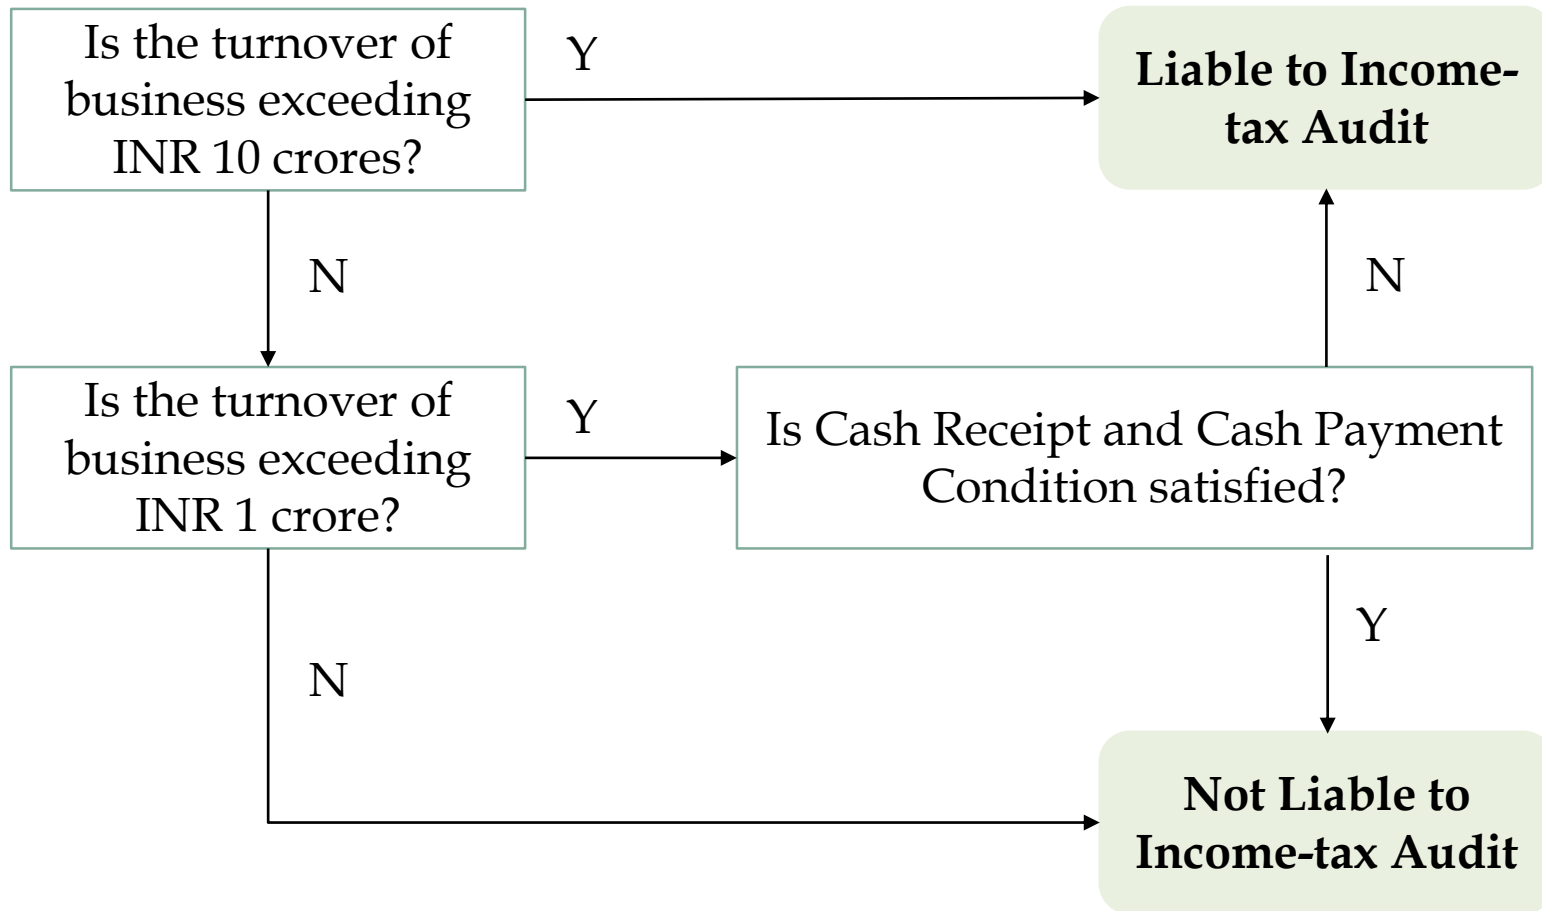 Is the turnover of
business exceeding
INR 10 crores?
Y
Liable to Income-
tax Audit
N
N
Is the turnover of
business exceeding
INR 1 crore?
Y
Is Cash Receipt and Cash Payment
Condition satisfied?
Y
N
Not Liable to
Income-tax Audit